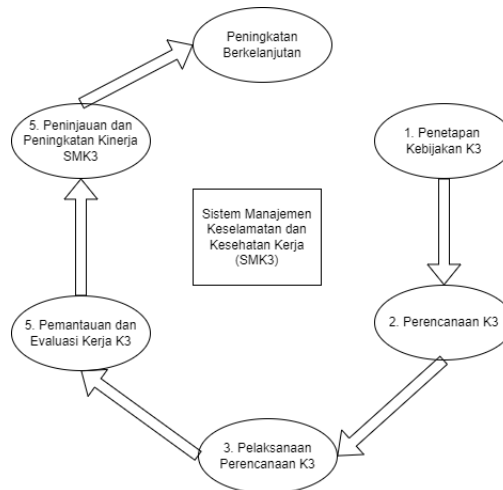 Peningkatan
Berkelanjutan
5. Peninjauan dan
Peningkatan Kinerja
SMK3
1. Penetapan
Kebijakan K3
Sistem Manajemen
Keselamatan dan
Kesehatan Kerja
(SMK3)
5. Pemantauan dan
Evaluasi Kerja K3
2. Perencanaan K3
3. Pelaksanaan
Perencanaan K3